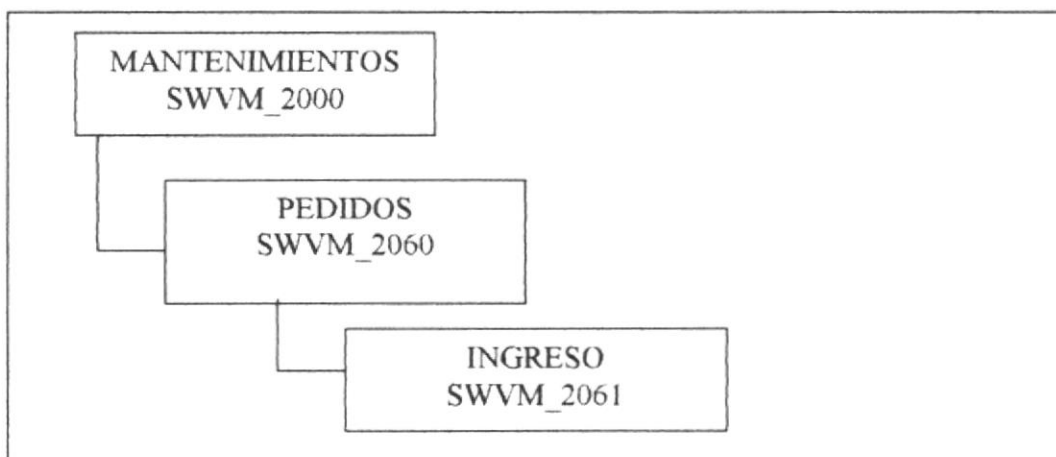 MANTENIMIENTOS
SWVM_2000
PEDIDOS
SWVM_2060
INGRESO
SWVM_2061